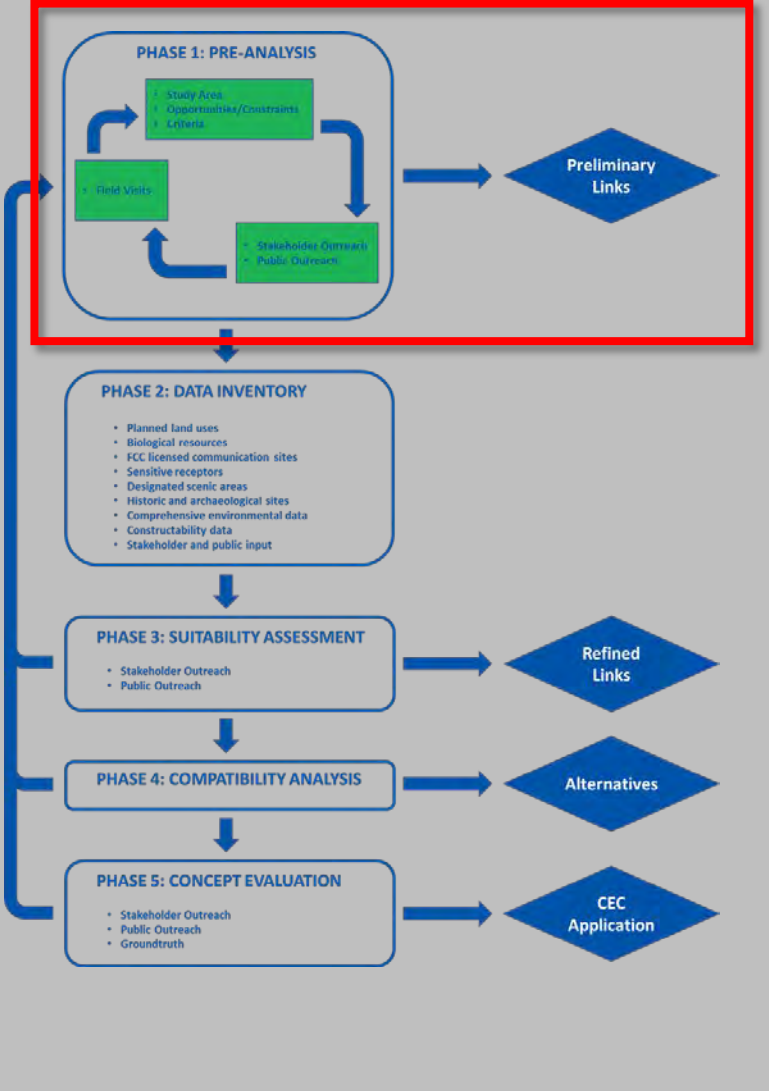 PHASE 1: PRE-ANALYSIS
• Study Area
• Opportunities/Constraints
• Criteria
• Field Visits
• Stakeholder Outreach
• Public Outreach
Preliminary
Links
PHASE 2: DATA INVENTORY
• Planned land uses
• Biological resources
• FCC licensed communication sites
• Sensitive receptors
• Designated scenic areas
• Historic and archaeological sites
• Comprehensive environmental data
• Constructability data
• Stakeholder and public input
PHASE 3: SUITABILITY ASSESSMENT
• Stakeholder Outreach
• Public Outreach
Refined
Links
PHASE 4: COMPATIBILITY ANALYSIS
Alternatives
PHASE 5: CONCEPT EVALUATION
• Stakeholder Outreach
• Public Outreach
• Groundtruth
CEC
Application